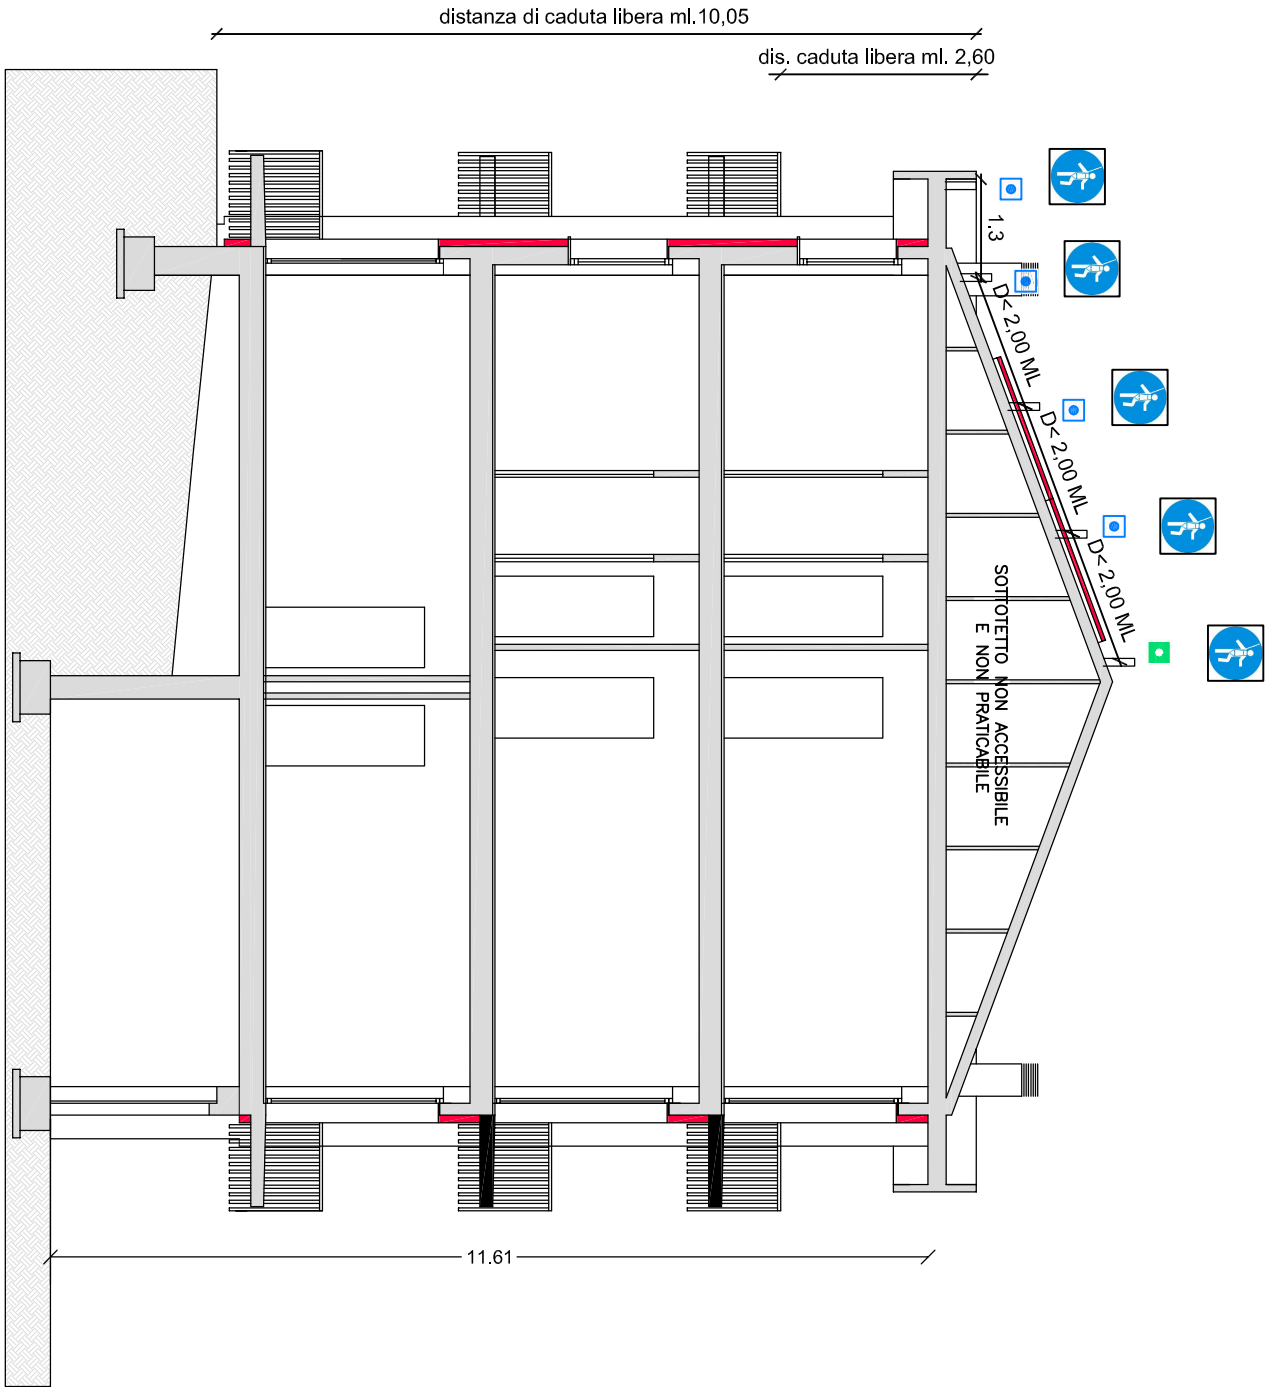 distanza di caduta libera ml.10,05
dis. caduta libera ml. 2,60
1.3
D< 2,00 ML
D< 2,00 ML
D< 2,00 ML
SOTTOTETTO NON ACCESSIBILE
E NON PRATICABILE
11.61